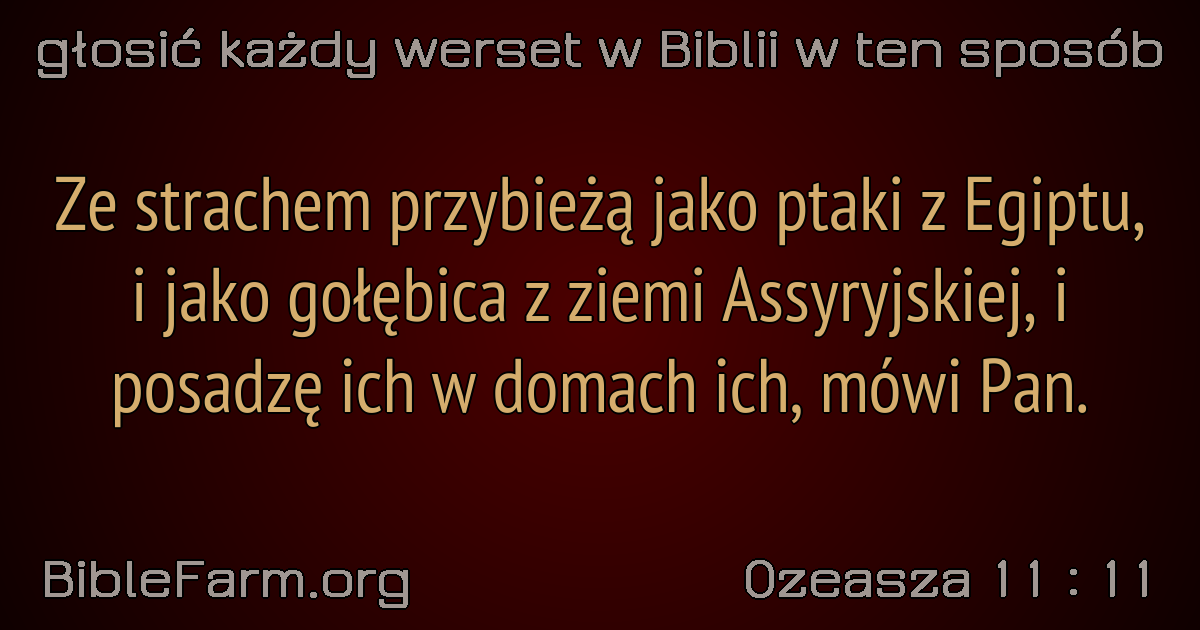 głosić każdy werset w Biblii w ten sposób
Ze strachem przybieżą jako ptaki z Egiptu,
i jako gołębica z ziemi Assyryjskiej, i
posadzę ich w domach ich, mówi Pan.
BibleFarm.org
Ozeasza 11 : 11